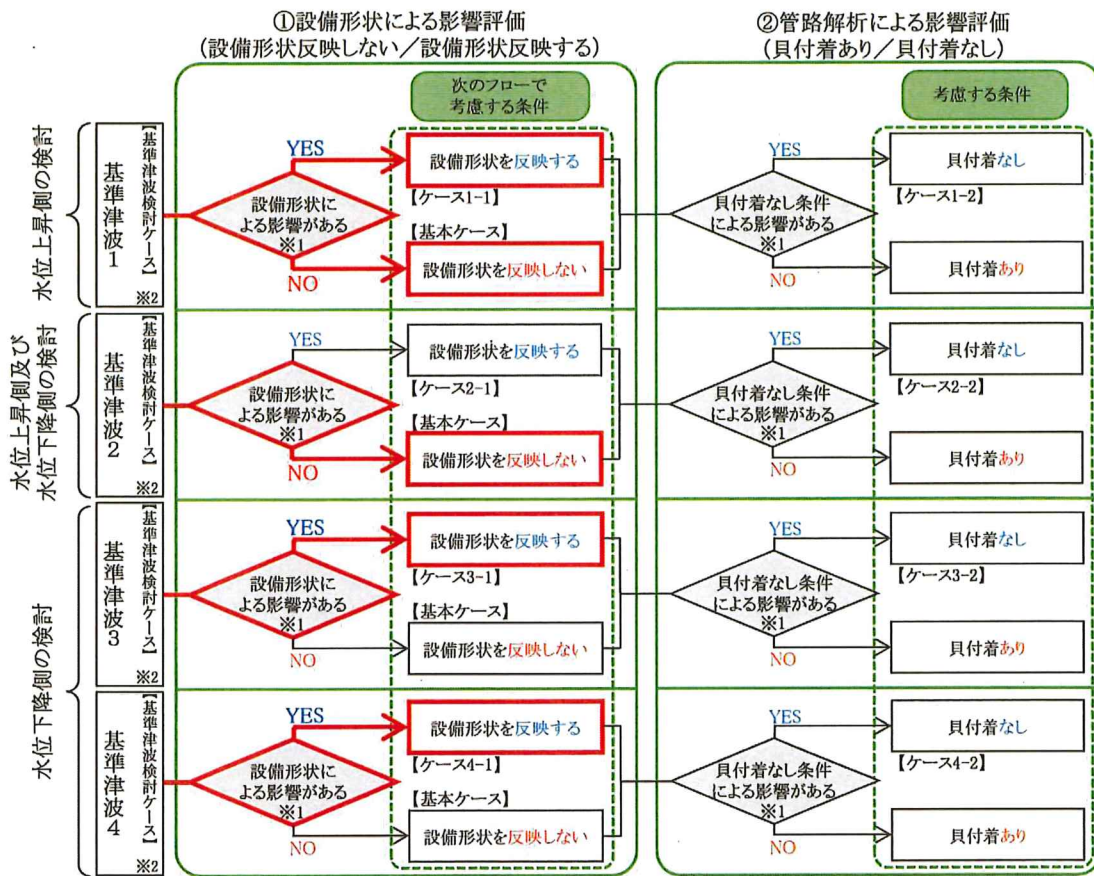 ①設備形状による影響評価
(設備形状反映しない／設備形状反映する)
②管路解析による影響評価
(貝付着あり／貝付着なし)
次のフローで
考慮する条件
考慮する条件
水位上昇側の検討
基準津波1
【基準津波検討ケース】
※2
YES
設備形状に
よる影響がある
※1
NO
設備形状を反映する
【ケース1-1】
【基本ケース】
設備形状を反映しない
貝付着なし条件
による影響がある
※1
YES
NO
貝付着なし
【ケース1-2】
貝付着あり
水位上昇側及び
水位下降側の検討
基準津波2
【基準津波検討ケース】
※2
YES
設備形状に
よる影響がある
※1
NO
設備形状を反映する
【ケース2-1】
【基本ケース】
設備形状を反映しない
貝付着なし条件
による影響がある
※1
YES
NO
貝付着なし
【ケース2-2】
貝付着あり
水位下降側の検討
基準津波3
【基準津波検討ケース】
※2
YES
設備形状に
よる影響がある
※1
NO
設備形状を反映する
【ケース3-1】
【基本ケース】
設備形状を反映しない
貝付着なし条件
による影響がある
※1
YES
NO
貝付着なし
【ケース3-2】
貝付着あり
基準津波4
【基準津波検討ケース】
※2
YES
設備形状に
よる影響がある
※1
NO
設備形状を反映する
【ケース4-1】
【基本ケース】
設備形状を反映しない
貝付着なし条件
による影響がある
※1
YES
NO
貝付着なし
【ケース4-2】
貝付着あり